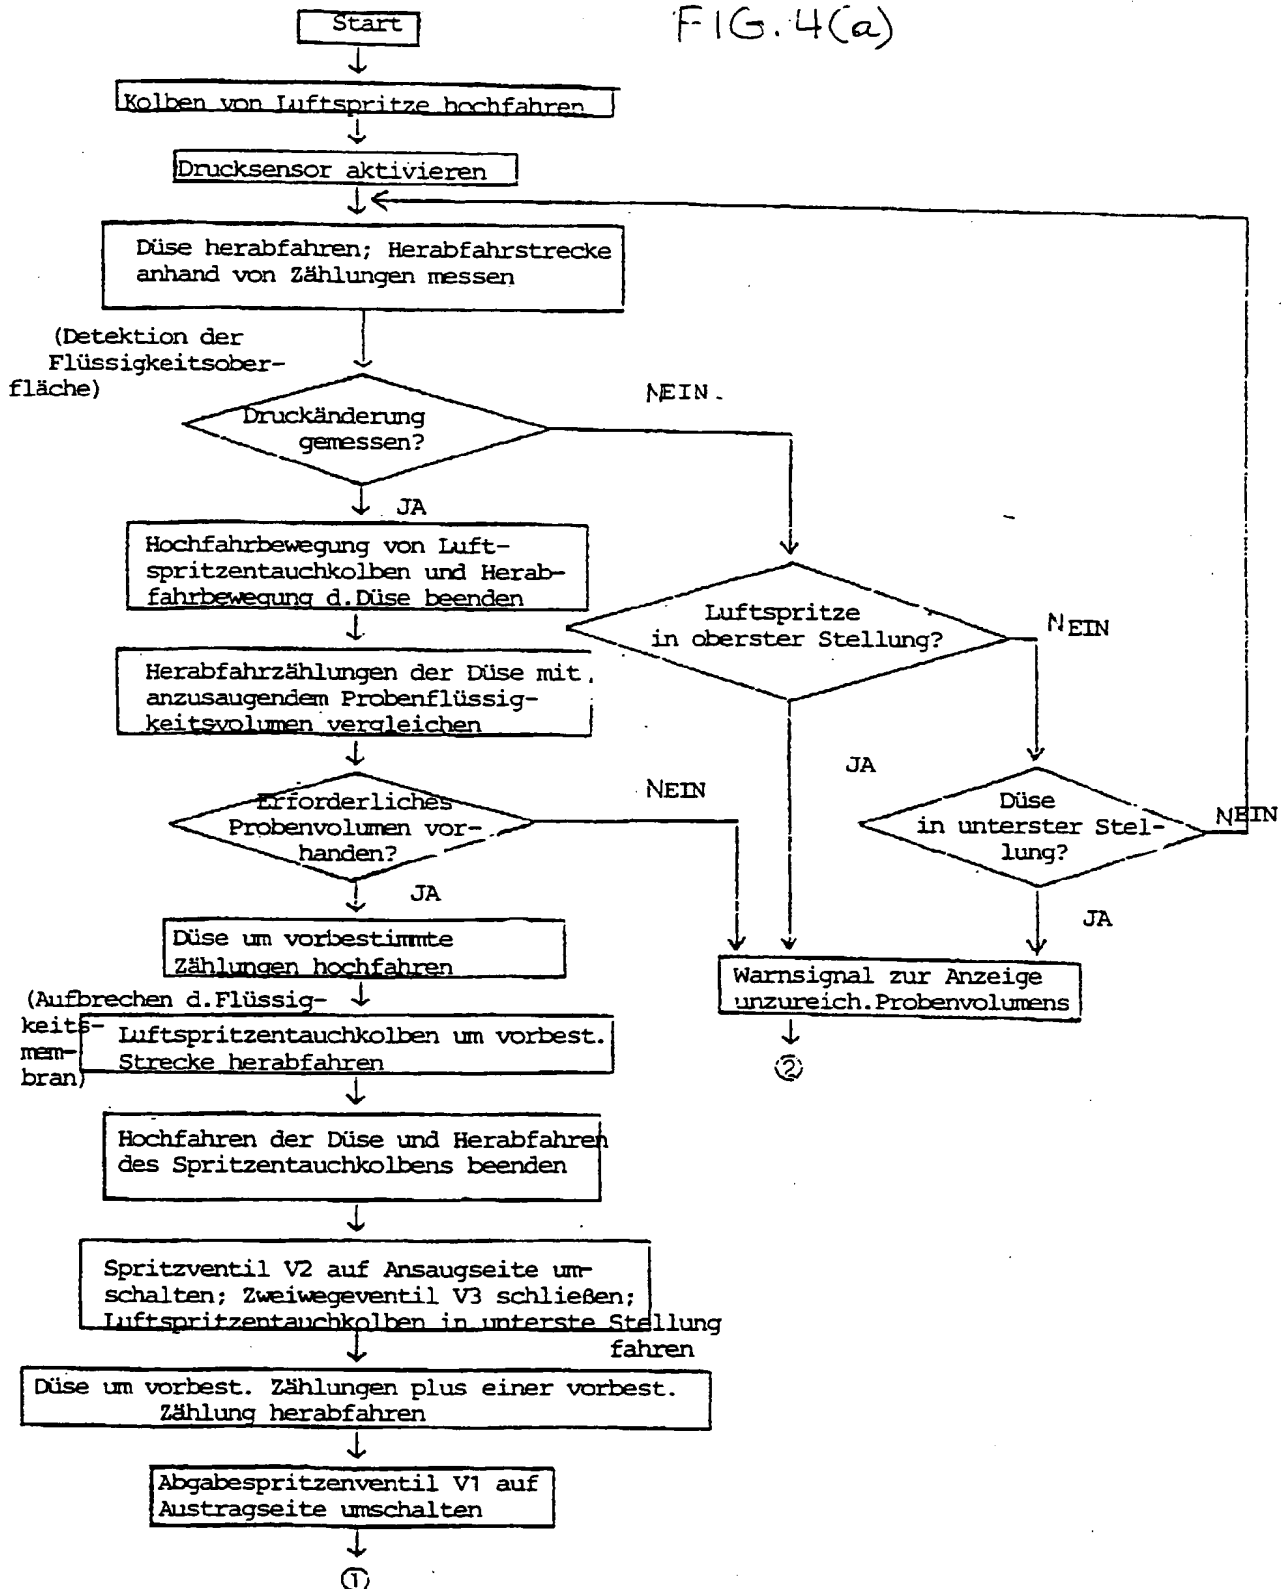 FIG. 4(a)
Start
Kolben von Luftspritze hochfahren
Drucksensor aktivieren
Düse herabfahren; Herabfahrstrecke
anhand von Zählungen messen
(Detektion der
Flüssigkeitsober-
fläche)
Druckänderung
gemessen?
NEIN.
JA
Hochfahrbewegung von Luft-
spritzentauchkolben und Herab-
fahrbewegung d.Düse beenden
Luftspritze
in oberster Stellung?
NEIN
Herabfahrzählungen der Düse mit
anzusaugendem Probenflüssig-
keitsvolumen vergleichen
JA
Erforderliches
Probenvolumen vor-
handen?
NEIN
Düse
in unterster Stel-
lung?
NEIN
JA
JA
Düse um vorbestimmte
Zählungen hochfahren
Warnsignal zur Anzeige
unzureich.Probenvolumens
②
(Aufbrechen d.Flüssig-
keits-
mem-
bran)
Luftspritzentauchkolben um vorbest.
Strecke herabfahren
Hochfahren der Düse und Herabfahren
des Spritzentauchkolbens beenden
Spritzventil V2 auf Ansaugseite um-
schalten; Zweiwegeventil V3 schließen;
Luftspritzentauchkolben in unterste Stellung
fahren
Düse um vorbest. Zählungen plus einer vorbest.
Zählung herabfahren
Abgabespritzenventil V1 auf
Austragseite umschalten
①